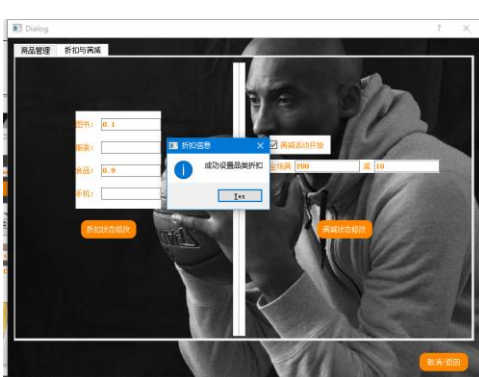 Dialog
商品管理 折扣与满减
图书: 0.1
服装:
食品: 0.9
手机:
折扣状态修改
折扣信息
成功设置品类折扣
Yes
满减活动开始
全场满 200 减 10
满减状态修改
取消/返回